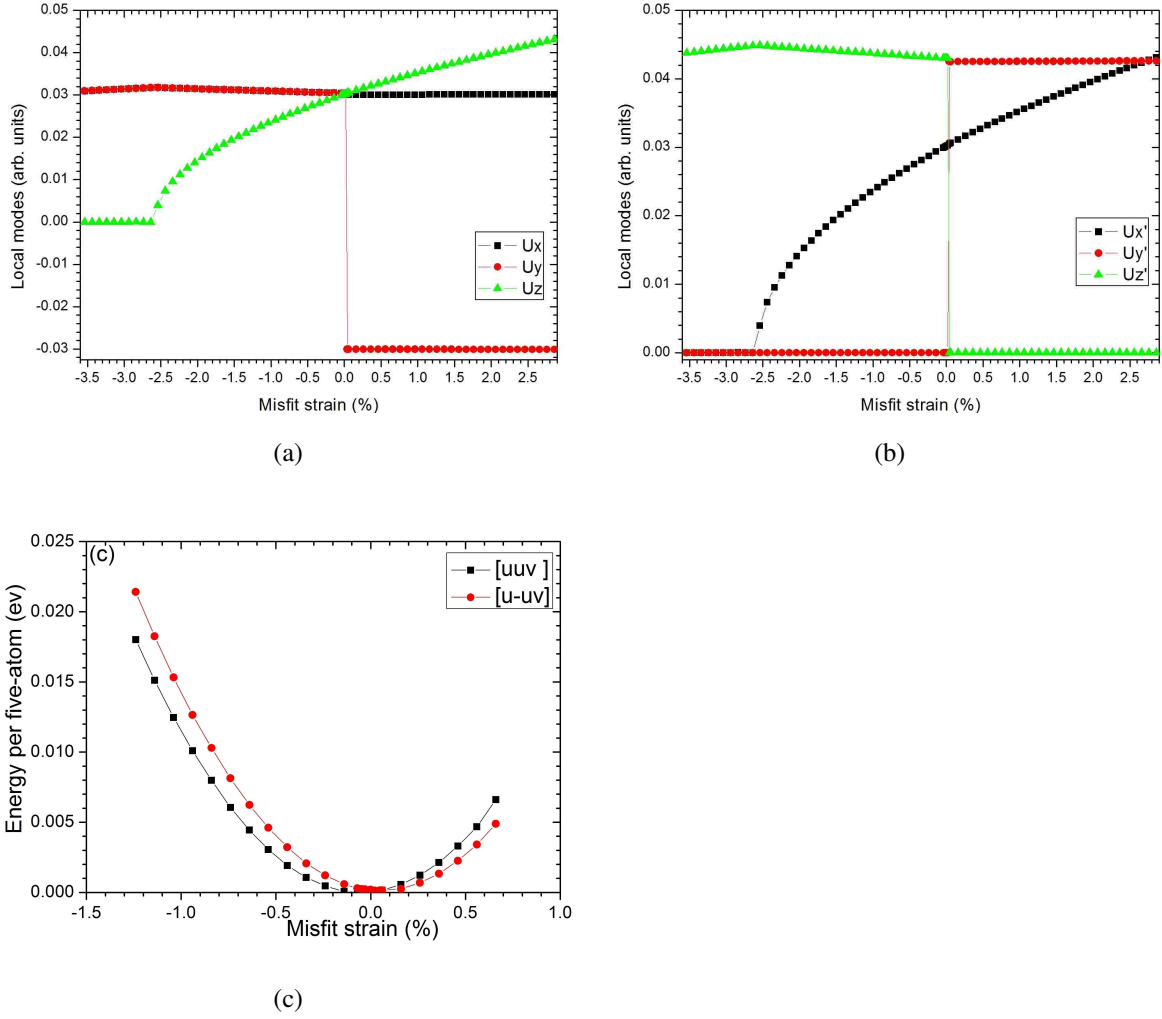 0.05
0.04
0.03
0.02
0.01
0.00
-0.01
-0.02
-0.03
Local modes (arb. units)
Ux
Uy
Uz
-3.5 -3.0 -2.5 -2.0 -1.5 -1.0 -0.5 0.0 0.5 1.0 1.5 2.0 2.5
Misfit strain (%)
(a)
0.05
0.04
0.03
0.02
0.01
0.00
Local modes (arb. units)
Ux'
Uy'
Uz'
-3.5 -3.0 -2.5 -2.0 -1.5 -1.0 -0.5 0.0 0.5 1.0 1.5 2.0 2.5
Misfit strain (%)
(b)
(c)
0.025
0.020
0.015
0.010
0.005
0.000
Energy per five-atom (ev)
[uuv ]
[u-uv]
-1.5 -1.0 -0.5 0.0 0.5 1.0
Misfit strain (%)
(c)